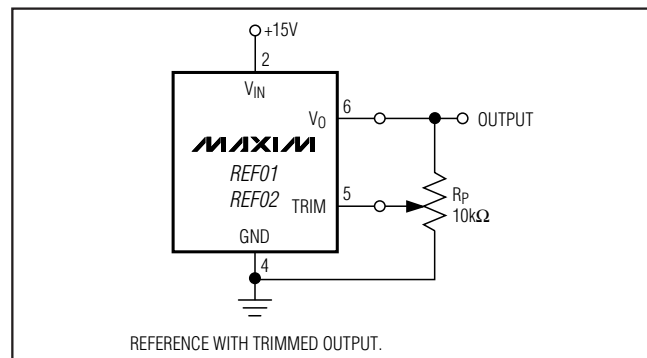 +15V
2
VIN
6
VO
OUTPUT
MAXIM
REF01
REF02
5
TRIM
RP
10kΩ
GND
4
REFERENCE WITH TRIMMED OUTPUT.